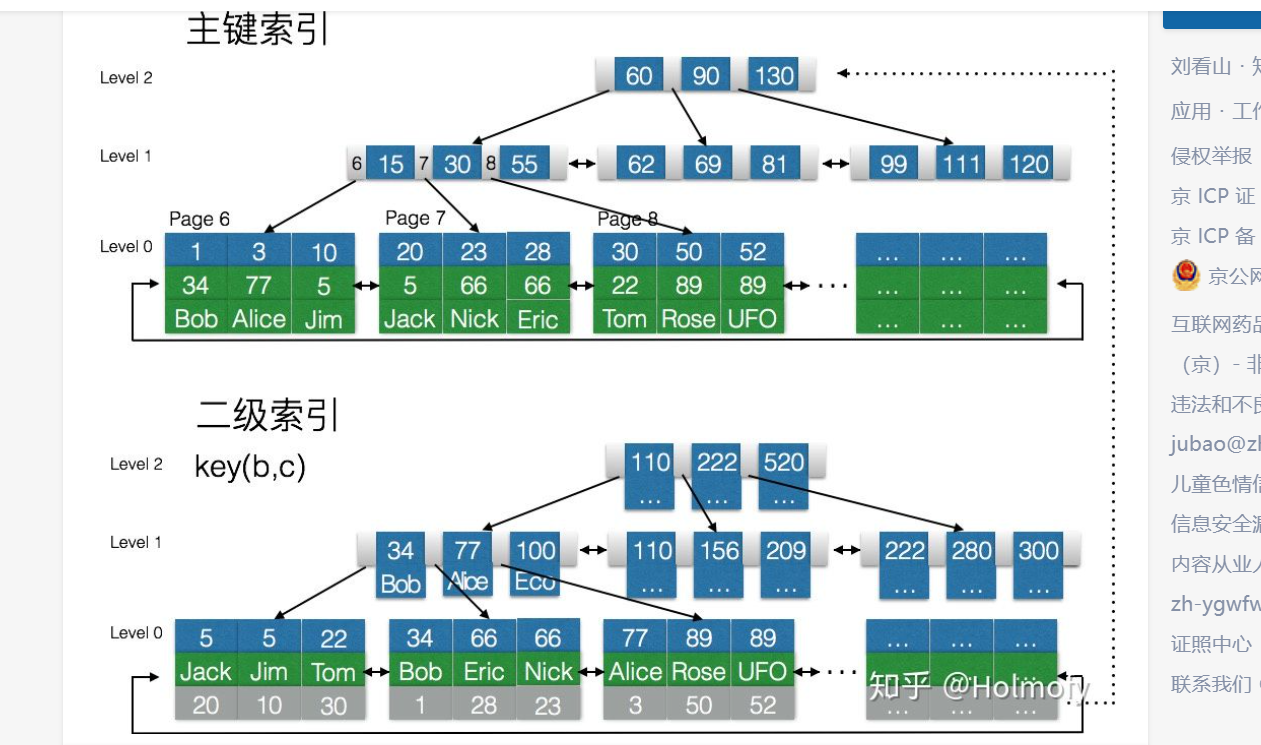 主键索引
Level 2
60 90 130
Level 1
6 15 7 30 8 55 62 69 81 99 111 120
Page 6 Page 7 Page 8
Level 0
1 3 10 20 23 28 30 50 52 ... ... ...
34 77 5 5 66 66 22 89 89 ... ... ... ...
Bob Alice Jim Jack Nick Eric Tom Rose UFO ... ... ...
二级索引
key(b,c)
Level 2
110 222 520
... ... ...
Level 1
34 77 100 110 156 209 222 280 300
Bob Alice Eco ... ... ... ... ... ...
Level 0
5 5 22 34 66 66 77 89 89 ... ... ...
Jack Jim Tom Bob Eric Nick Alice Rose UFO ...
20 10 30 1 28 23 3 50 52 ... ... ...
知乎 @Holmofy
刘看山 · 
应用 · 工
侵权举报
京 ICP 证
京 ICP 备
京公
互联网药
（京）- 
违法和不
jubao@z
儿童色情
信息安全
内容从业
zh-ygwfw
证照中心
联系我们